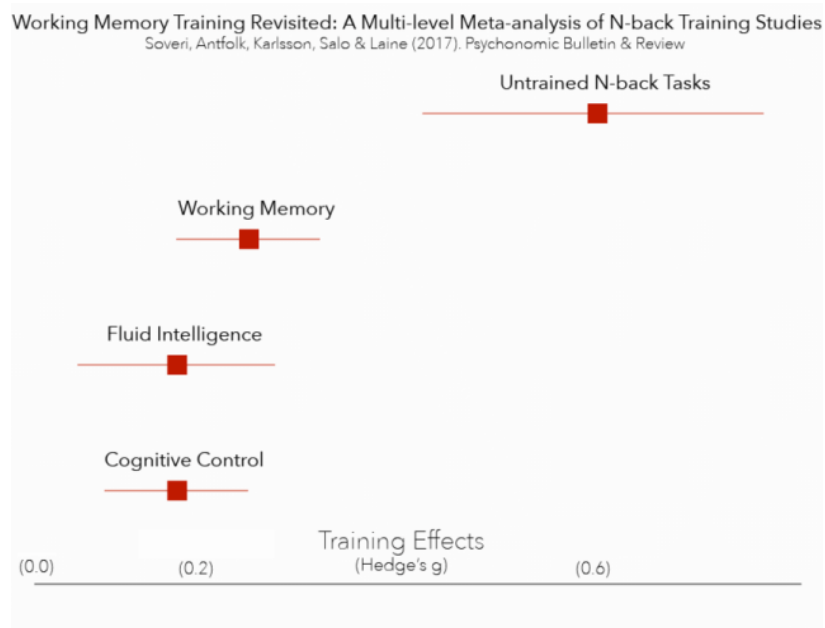 Working Memory Training Revisited: A Multi-level Meta-analysis of N-back Training Studies
Soveri, Antfolk, Karlsson, Salo & Laine (2017). Psychonomic Bulletin & Review
Untrained N-back Tasks
Working Memory
Fluid Intelligence
Cognitive Control
Training Effects
(Hedge's g)
(0.0)
(0.2)
(0.6)